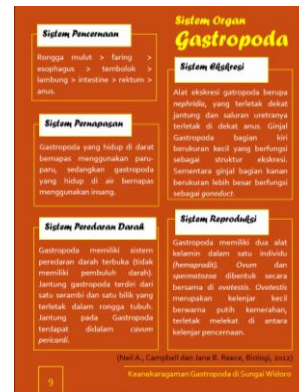 Sistem Organ
Gastropoda
Sistem Pencernaan
Rongga mulut > faring >
esophagus > tembolok >
lambung > intestine > rektum >
anus.
Sistem Pernapasan
Gastropoda yang hidup di darat
bernapas menggunakan paru-
paru, sedangkan gastropoda
yang hidup di air bernapas
menggunakan insang.
Sistem Peredaran Darah
Gastropoda memiliki sistem
peredaran darah terbuka (tidak
memiliki pembuluh darah).
Jantung gastropoda terdiri dari
satu serambi dan satu bilik yang
terletak dalam rongga tubuh.
Jantung pada Gastropoda
terdapat didalam cavum
pericardi.
Sistem Ekskresi
Alat ekskresi gatropoda berupa
nephridia, yang terletak dekat
jantung dan saluran uretranya
terletak di dekat anus. Ginjal
Gastropoda bagian kiri
berukuran kecil yang berfungsi
sebagai struktur ekskresi.
Sementara ginjal bagian kanan
berukuran lebih besar berfungsi
sebagai gonoduct.
Sistem Reproduksi
Gastropoda memiliki dua alat
kelamin dalam satu individu
(hemaprodit). Ovum dan
spermatozoa dibentuk secara
bersama di ovotestis. Ovotestis
merupakan kelenjar kecil
berwarna putih kemerahan,
terletak melekat di antara
kelenjar pencernaan.
(Neil A., Campbell dan Jane B. Reece, Biologi, 2012)
9
Keanekaragaman Gastropoda di Sungai Widoro